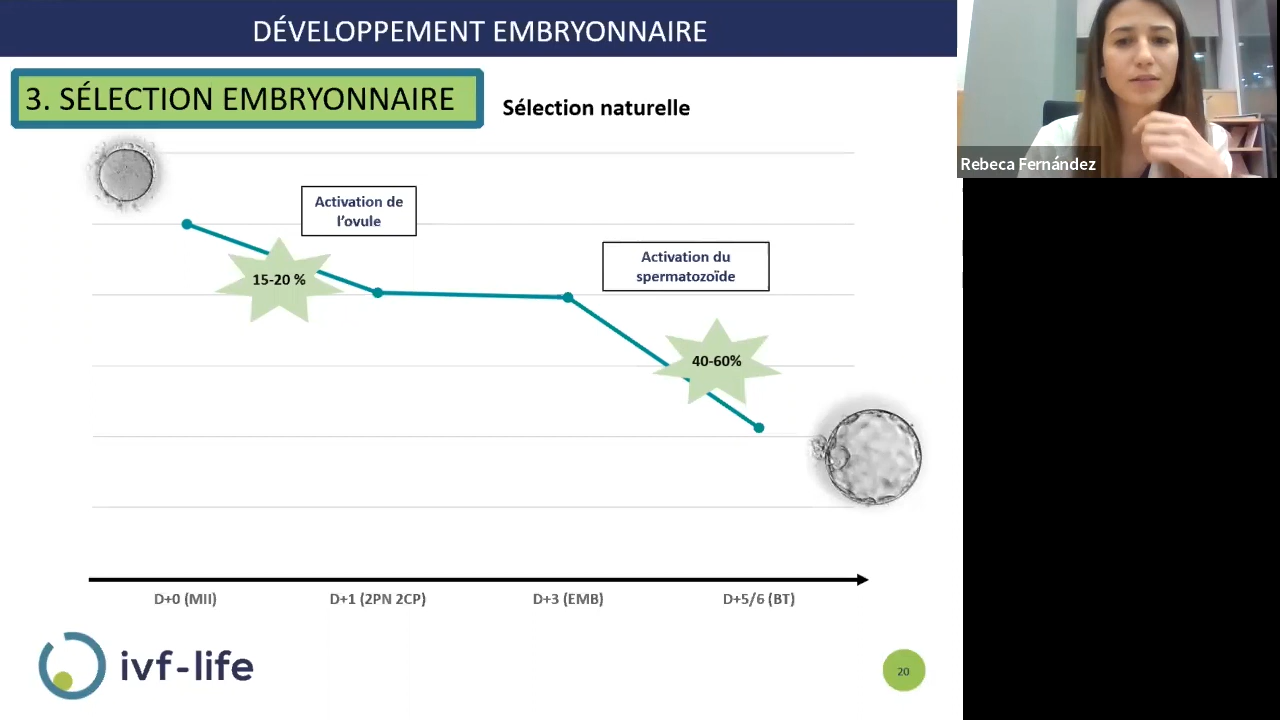 DÉVELOPPEMENT EMBRYONNAIRE
3. SÉLECTION EMBRYONNAIRE
Sélection naturelle
Rebeca Fernández
Activation de
l'ovule
15-20 %
Activation du
spermatozoïde
40-60%
D+0 (MII)
D+1 (2PN 2CP)
D+3 (EMB)
D+5/6 (BT)
ivf-life
20